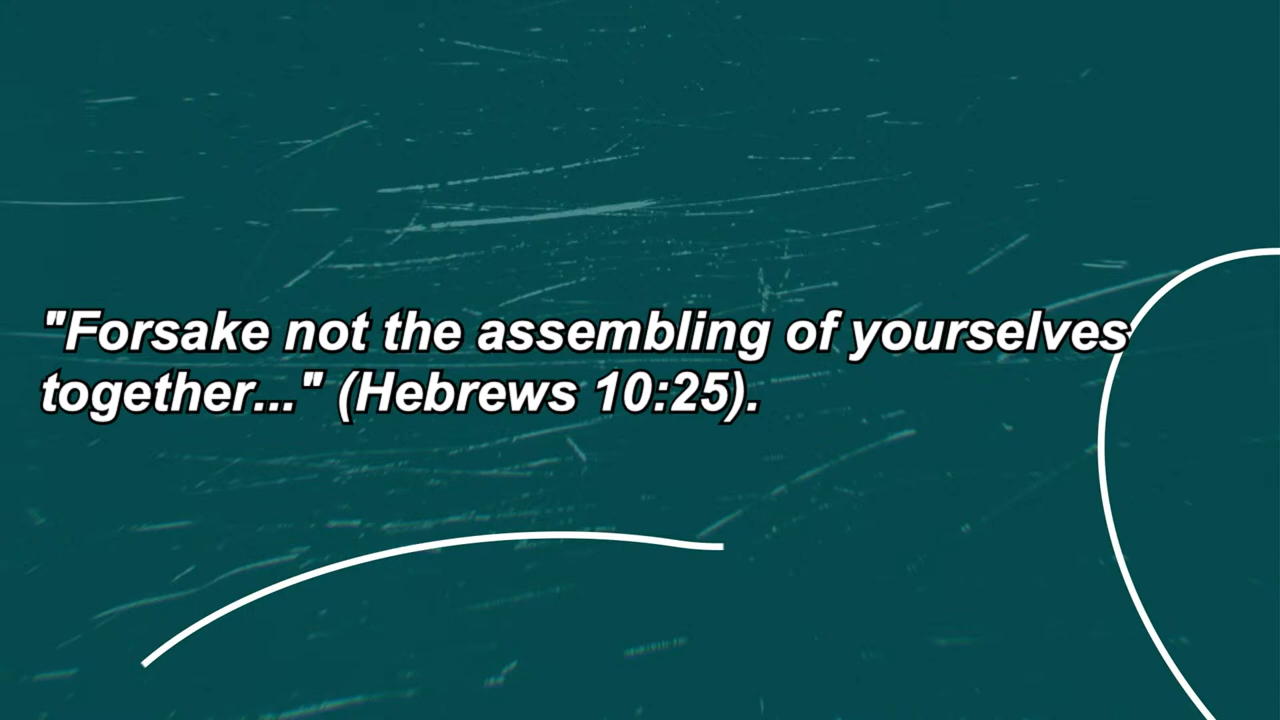 "Forsake not the assembling of yourselves
together..." (Hebrews 10:25).